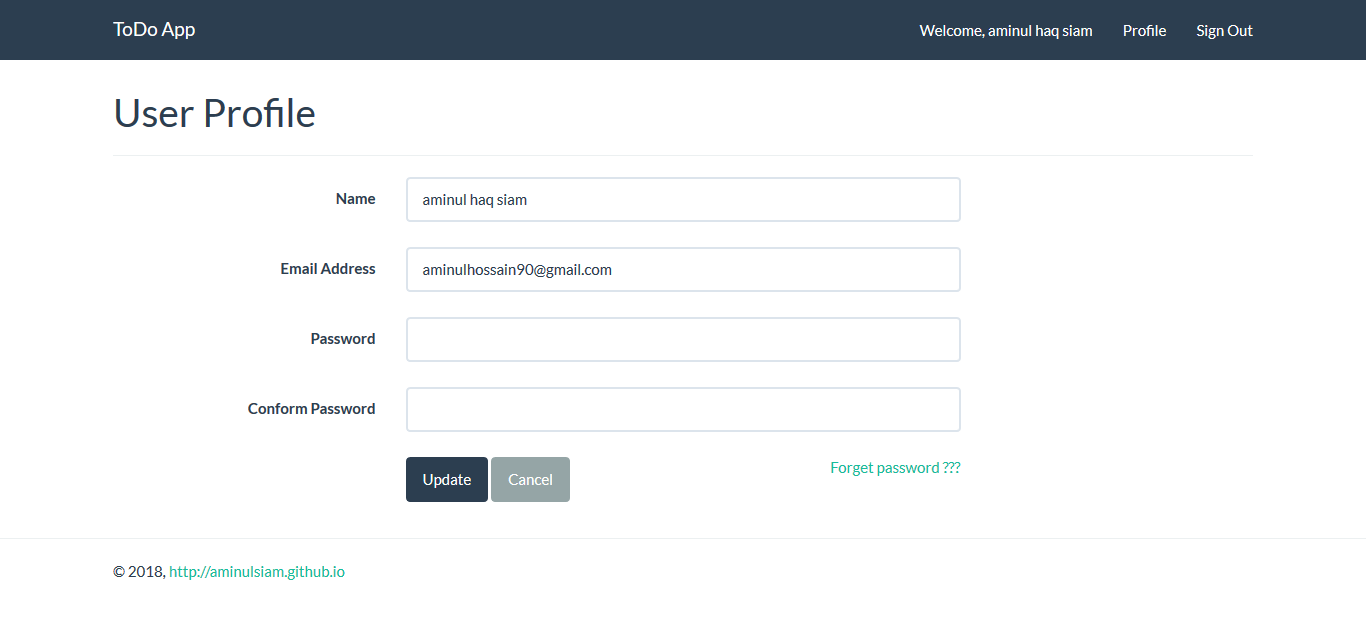 ToDo App Welcome, aminul haq siam Profile Sign Out
User Profile
Name aminul haq siam
Email Address aminulhossain90@gmail.com
Password
Conform Password
Update Cancel Forget password ???
© 2018, http://aminulsiam.github.io